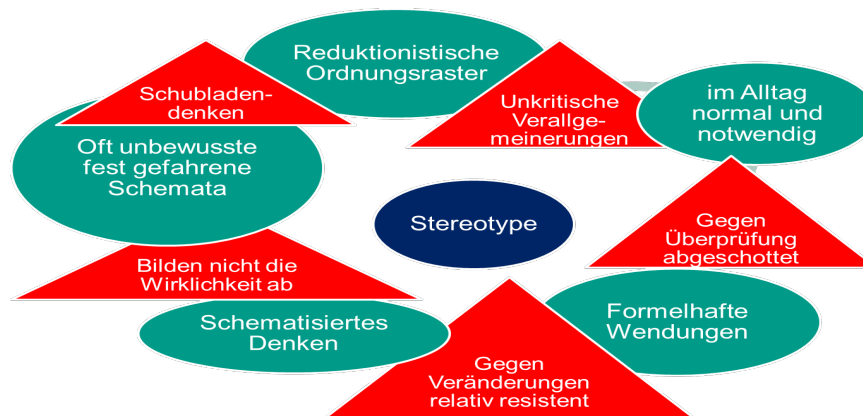 Reduktionistische
Ordnungsraster
Schubladen-
denken
Unkritische
Verallge-
meinerungen
im Alltag
normal und
notwendig
Oft unbewusste
fest gefahrene
Schemata
Stereotype
Gegen
Überprüfung
abgeschottet
Bilden nicht die
Wirklichkeit ab
Schematisiertes
Denken
Formelhafte
Wendungen
Gegen
Veränderungen
relativ resistent